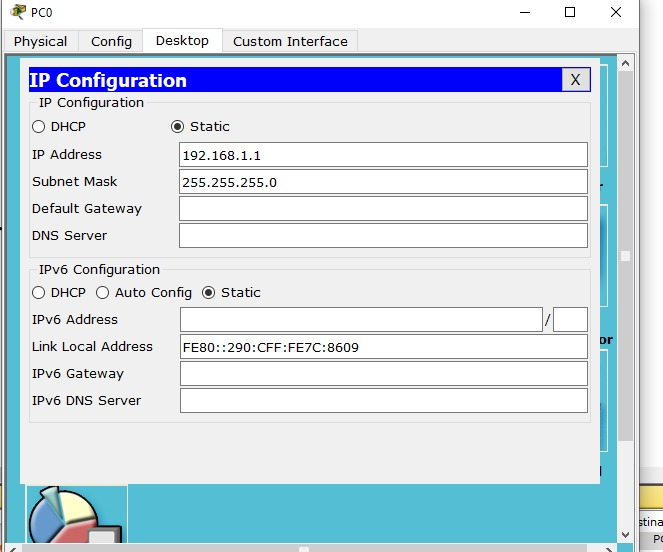 PC0
Physical Config Desktop Custom Interface
IP Configuration X
IP Configuration
DHCP Static
IP Address 192.168.1.1
Subnet Mask 255.255.255.0
Default Gateway
DNS Server
IPv6 Configuration
DHCP Auto Config Static
IPv6 Address /
Link Local Address FE80::290:CFF:FE7C:8609
IPv6 Gateway
IPv6 DNS Server
or
stina
PC